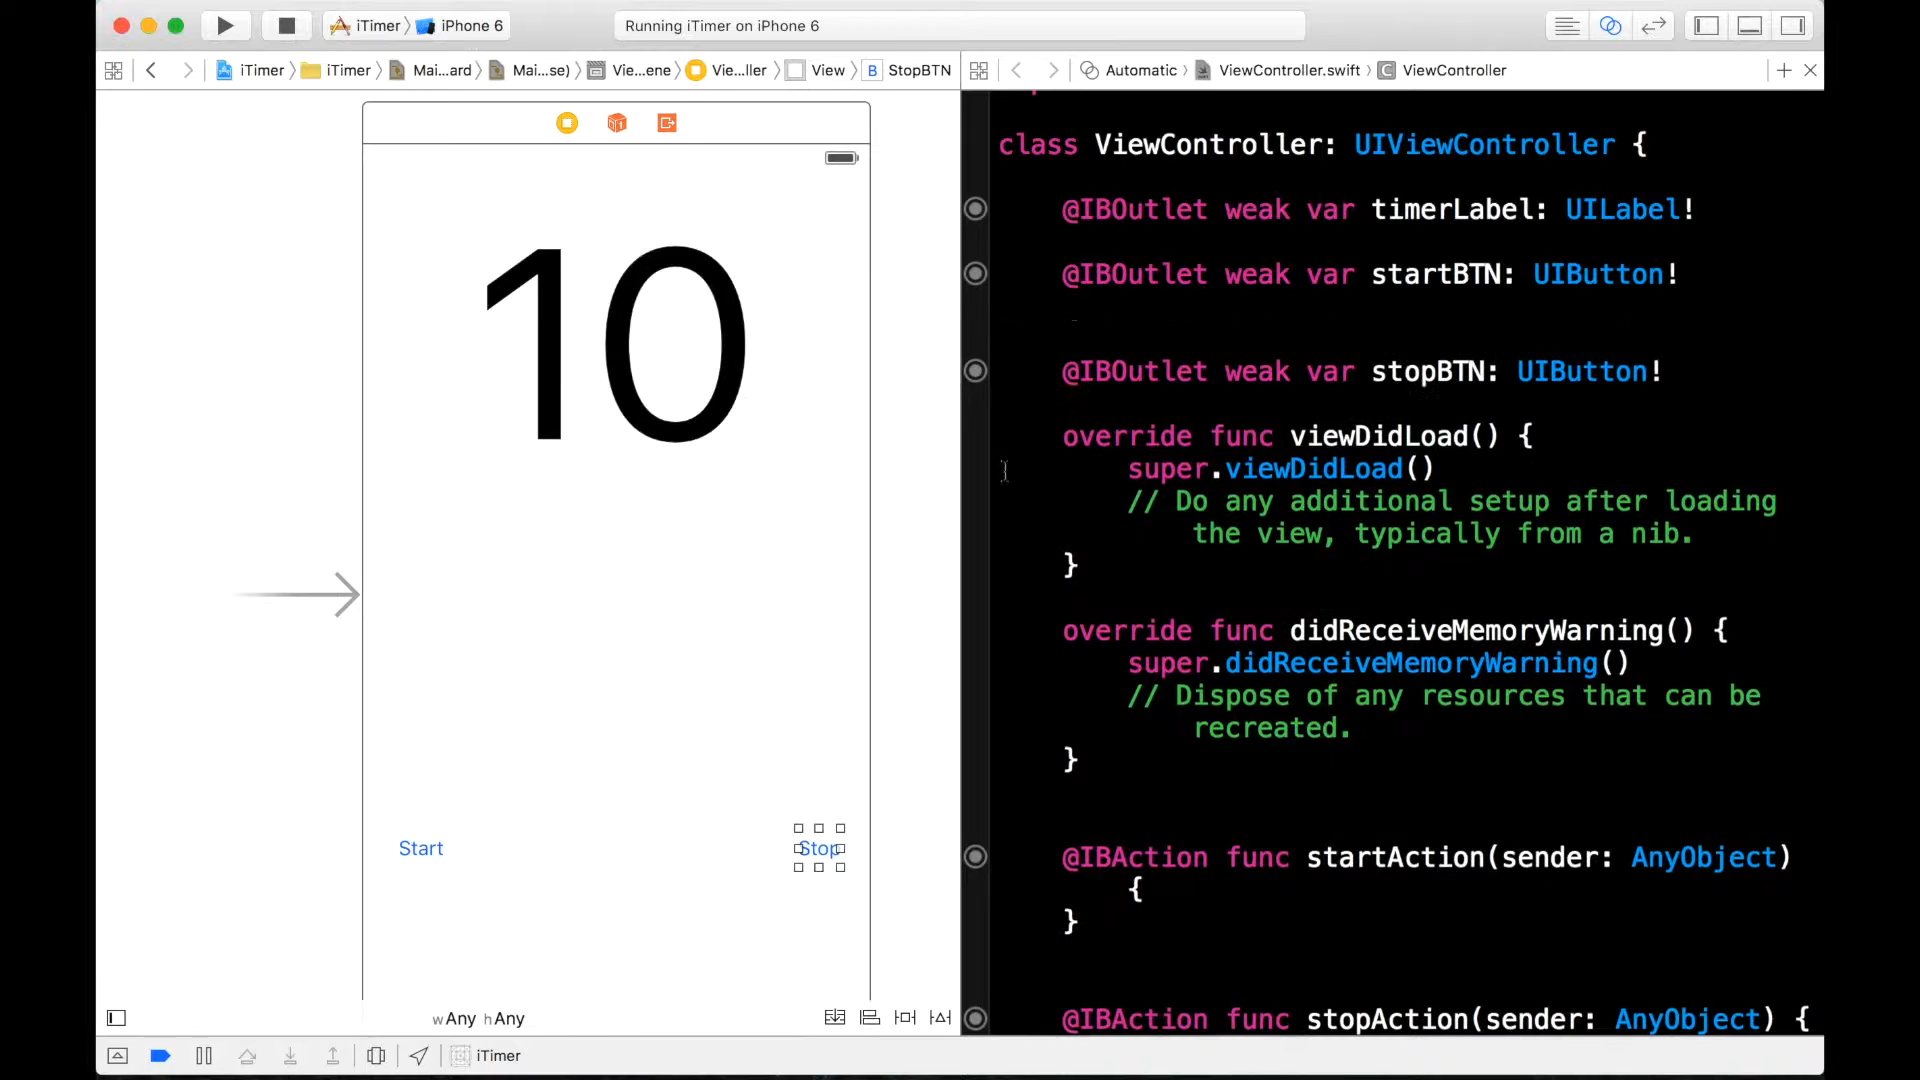 iTimer iPhone 6 Running iTimer on iPhone 6
iTimer iTimer Mai...ard Mai...se) Vie...ene Vie...ller View B StopBTN
Automatic ViewController.swift C ViewController
10
Start Stop
wAny hAny
iTimer
class ViewController: UIViewController {
@IBOutlet weak var timerLabel: UILabel!
@IBOutlet weak var startBTN: UIButton!
@IBOutlet weak var stopBTN: UIButton!
override func viewDidLoad() {
super.viewDidLoad()
// Do any additional setup after loading
the view, typically from a nib.
}
override func didReceiveMemoryWarning() {
super.didReceiveMemoryWarning()
// Dispose of any resources that can be
recreated.
}
@IBAction func startAction(sender: AnyObject)
{
}
@IBAction func stopAction(sender: AnyObject) {